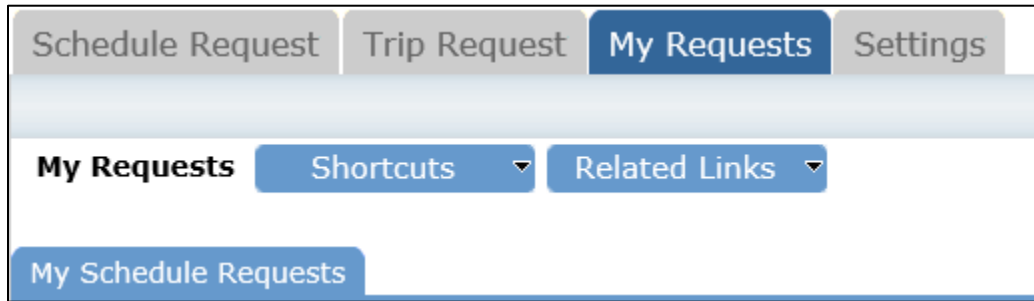 Schedule Request Trip Request My Requests Settings
My Requests Shortcuts Related Links
My Schedule Requests